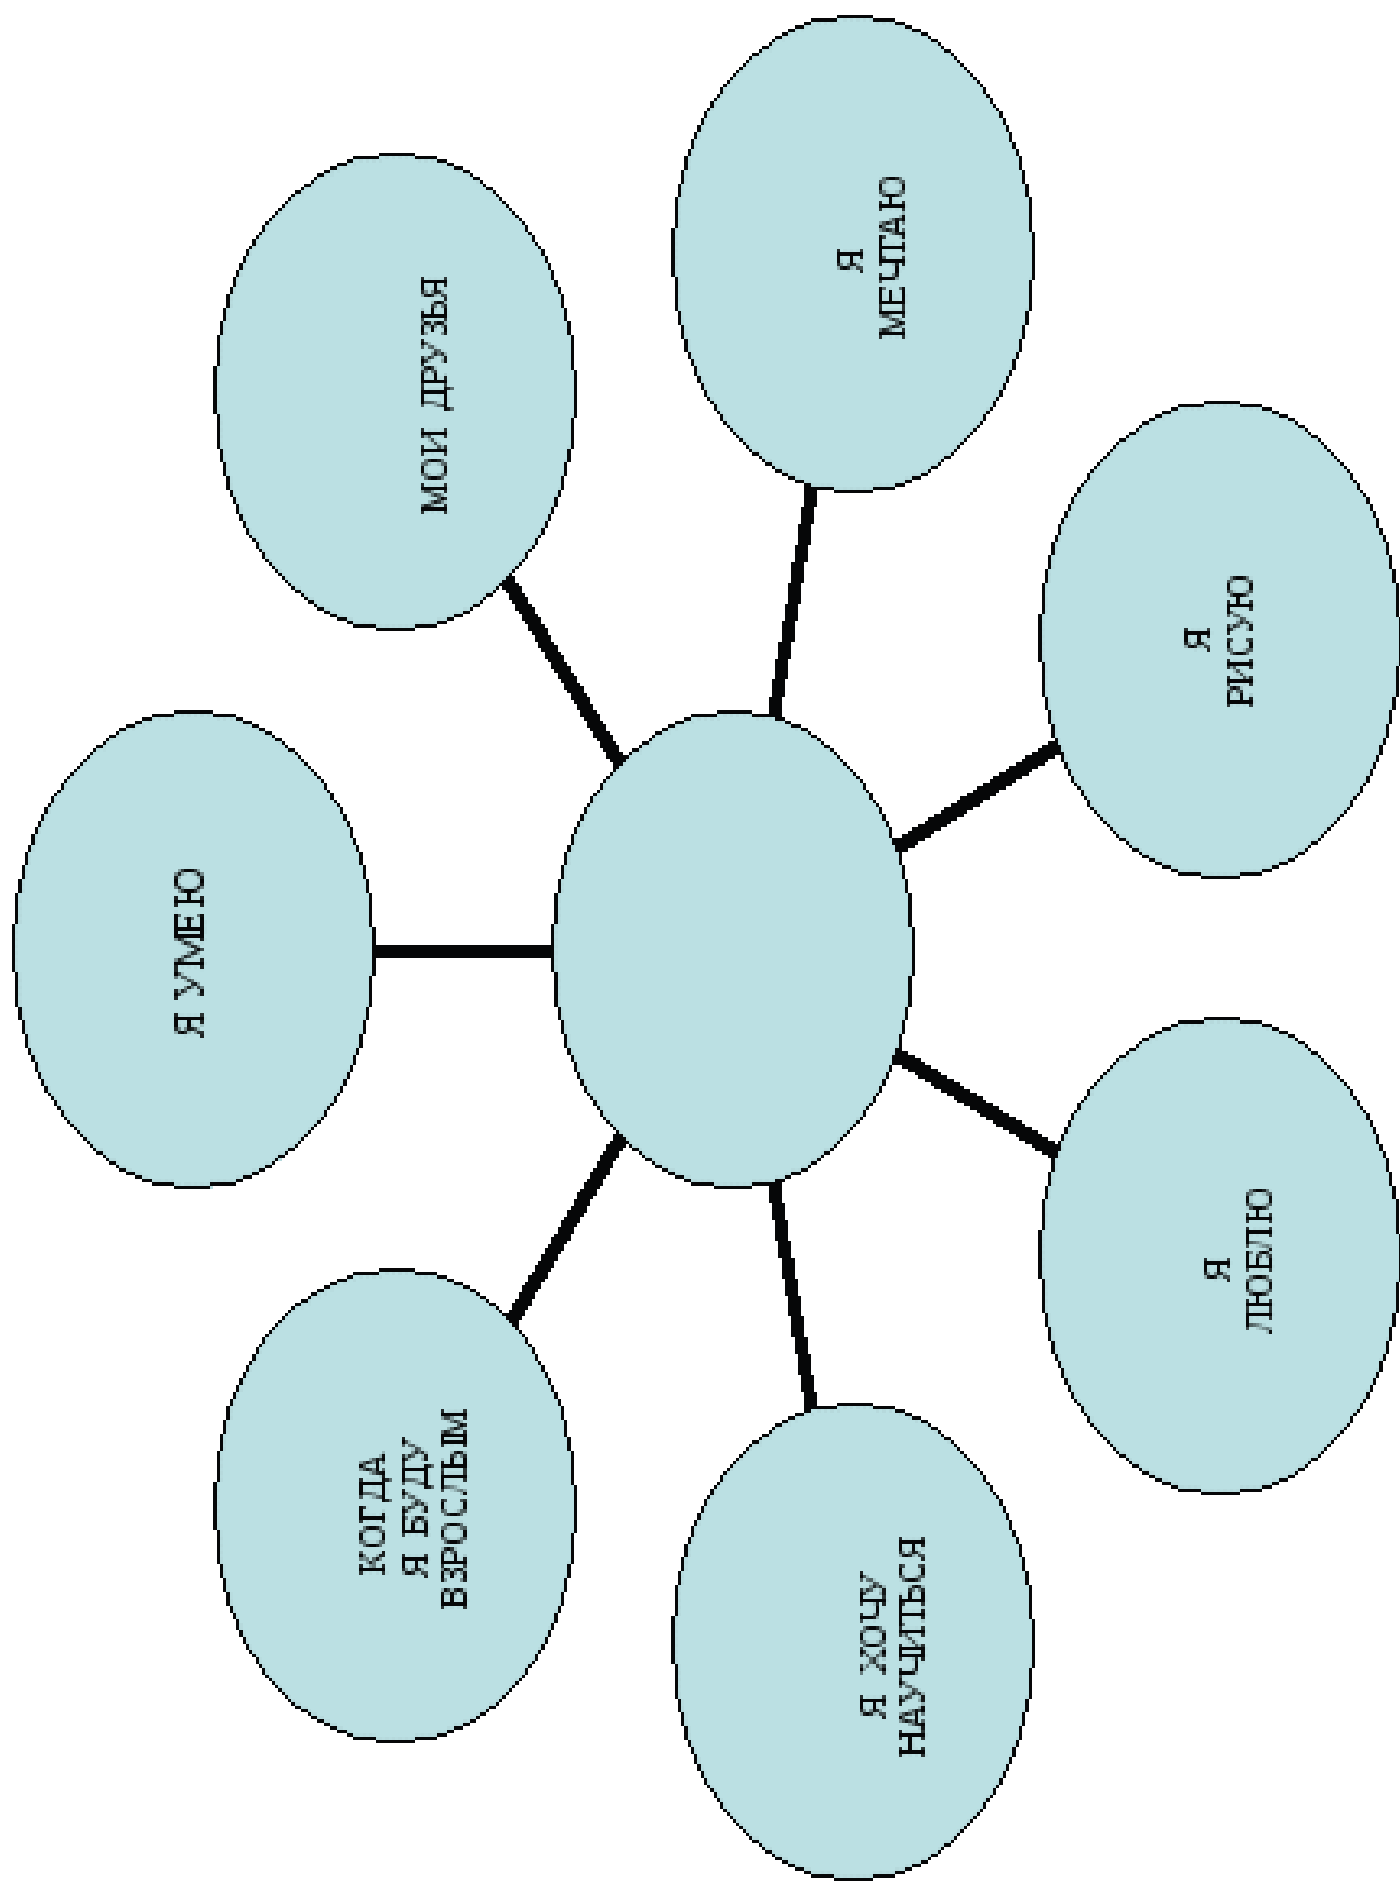 Я УМЕЮ
КОГДА
Я БУДУ
ВЗРОСЛЫМ
МОИ ДРУЗЬЯ
Я ХОЧУ
НАУЧИТЬСЯ
Я
МЕЧТАЮ
Я
ЛЮБЛЮ
Я
РИСУЮ